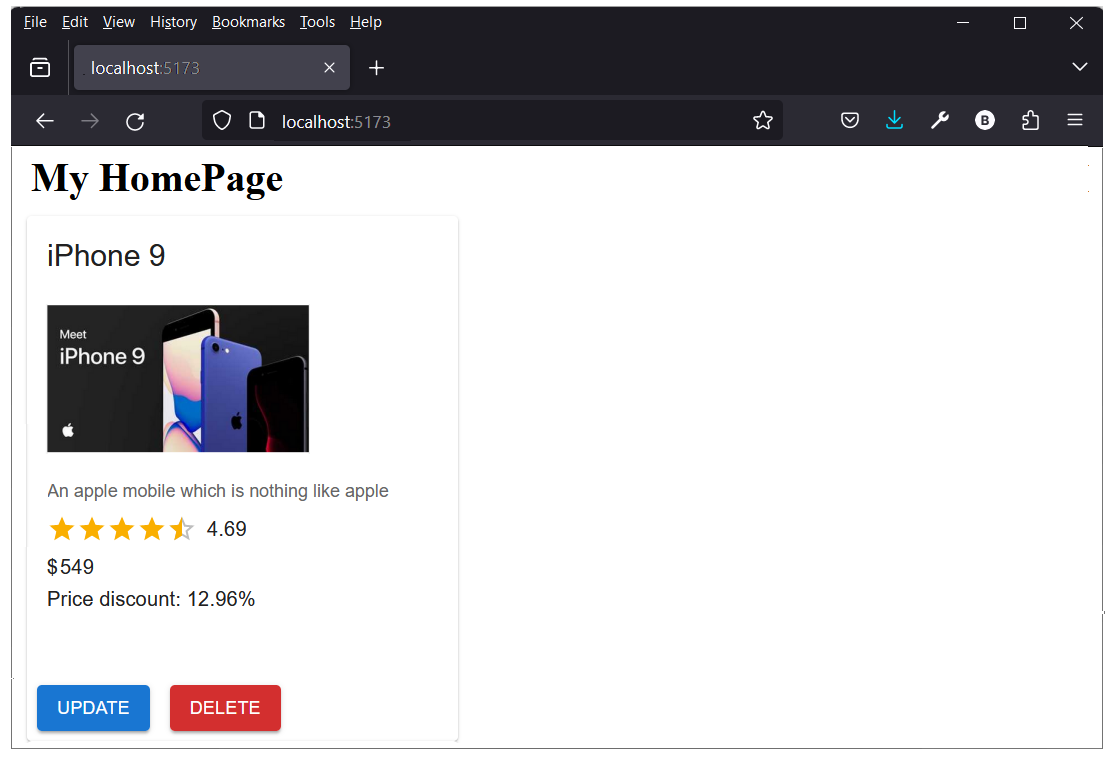 File Edit View History Bookmarks Tools Help
localhost:5173
localhost:5173
B
My HomePage
iPhone 9
Meet
iPhone 9
An apple mobile which is nothing like apple
4.69
$549
Price discount: 12.96%
UPDATE DELETE